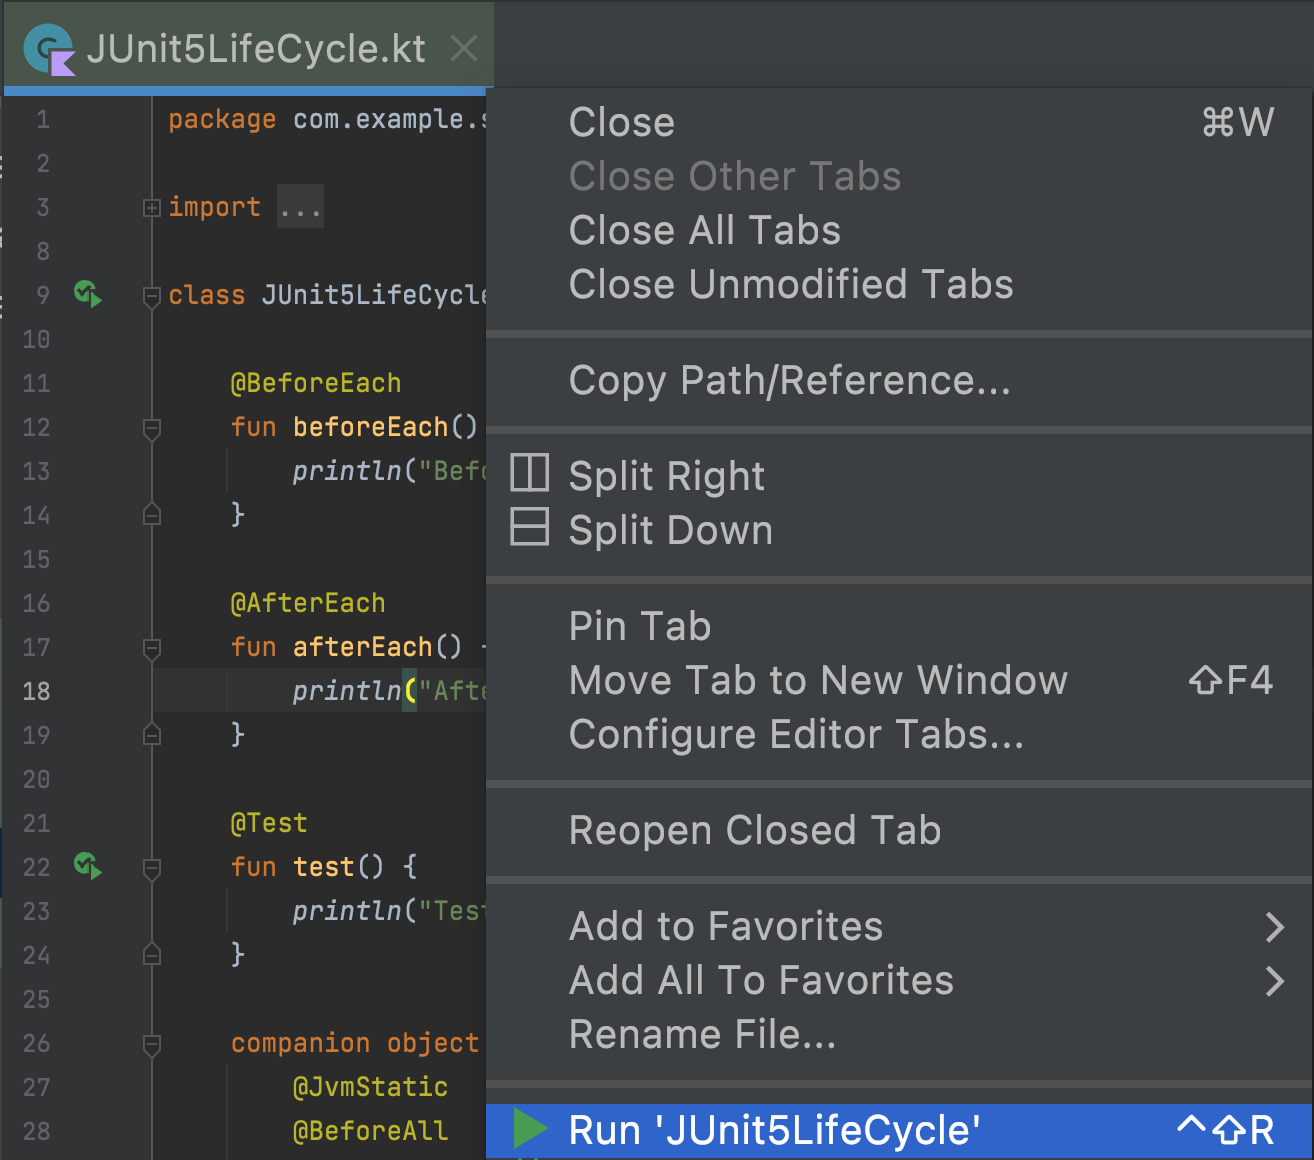 JUnit5LifeCycle.kt
1 package com.example.s
2
3 import ...
8
9 class JUnit5LifeCycle
10
11 @BeforeEach
12 fun beforeEach()
13 println("Befo
14 }
15
16 @AfterEach
17 fun afterEach()
18 println("Afte
19 }
20
21 @Test
22 fun test() {
23 println("Test
24 }
25
26 companion object
27 @JvmStatic
28 @BeforeAll
Close ⌘W
Close Other Tabs
Close All Tabs
Close Unmodified Tabs
Copy Path/Reference...
Split Right
Split Down
Pin Tab
Move Tab to New Window ⇧F4
Configure Editor Tabs...
Reopen Closed Tab
Add to Favorites
Add All To Favorites
Rename File...
Run 'JUnit5LifeCycle' ^⇧R